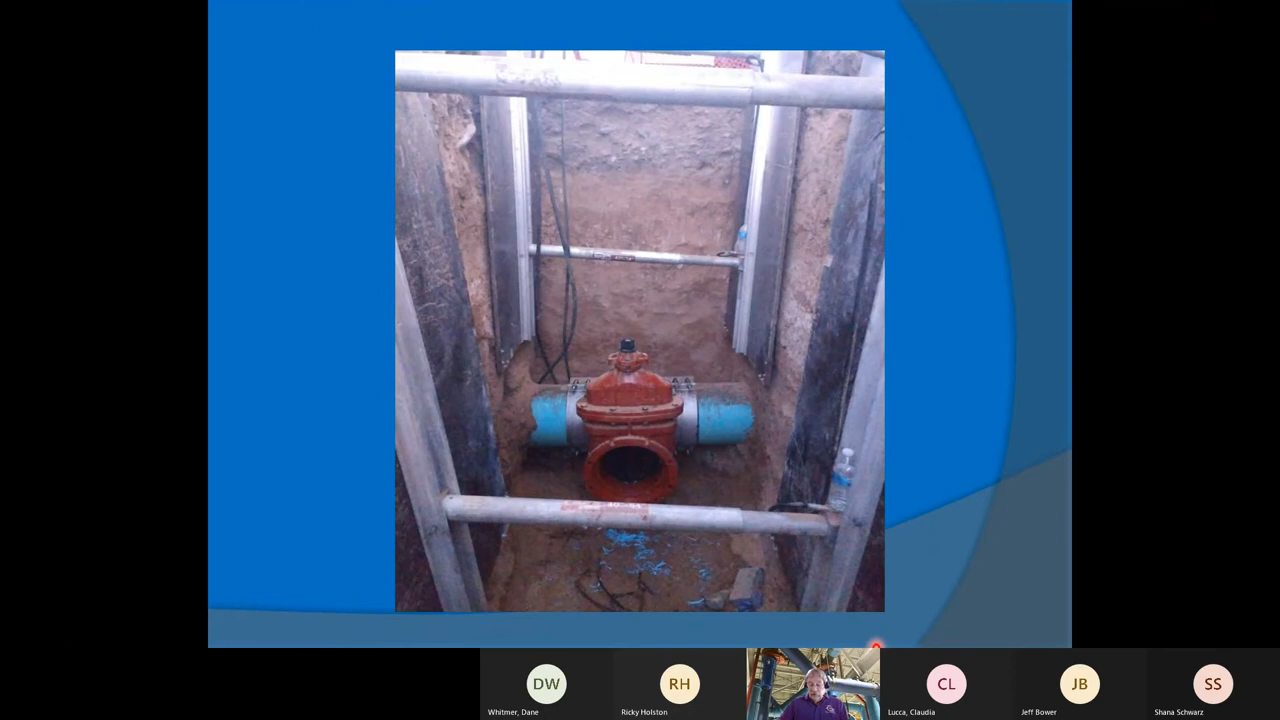 DW
RH
CL
JB
SS
Whitmer, Dane
Ricky Holston
Lucca, Claudia
Jeff Bower
Shana Schwarz